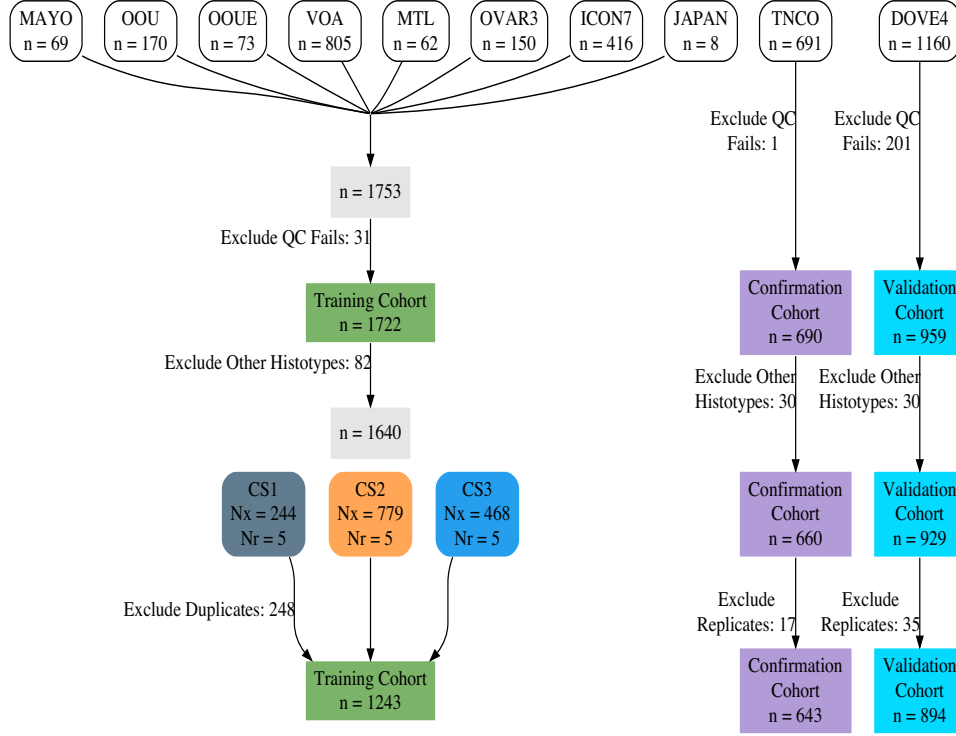 MAYO
n = 69
OOU
n = 170
OOUE
n = 73
VOA
n = 805
MTL
n = 62
OVAR3
n = 150
ICON7
n = 416
JAPAN
n = 8
TNCO
n = 691
DOVE4
n = 1160
Exclude QC
Fails: 1
Exclude QC
Fails: 201
n = 1753
Exclude QC Fails: 31
Training Cohort
n = 1722
Confirmation
Cohort
n = 690
Validation
Cohort
n = 959
Exclude Other Histotypes: 82
Exclude Other
Histotypes: 30
Exclude Other
Histotypes: 30
n = 1640
CS1
Nx = 244
Nr = 5
CS2
Nx = 779
Nr = 5
CS3
Nx = 468
Nr = 5
Confirmation
Cohort
n = 660
Validation
Cohort
n = 929
Exclude Duplicates: 248
Exclude
Replicates: 17
Exclude
Replicates: 35
Training Cohort
n = 1243
Confirmation
Cohort
n = 643
Validation
Cohort
n = 894